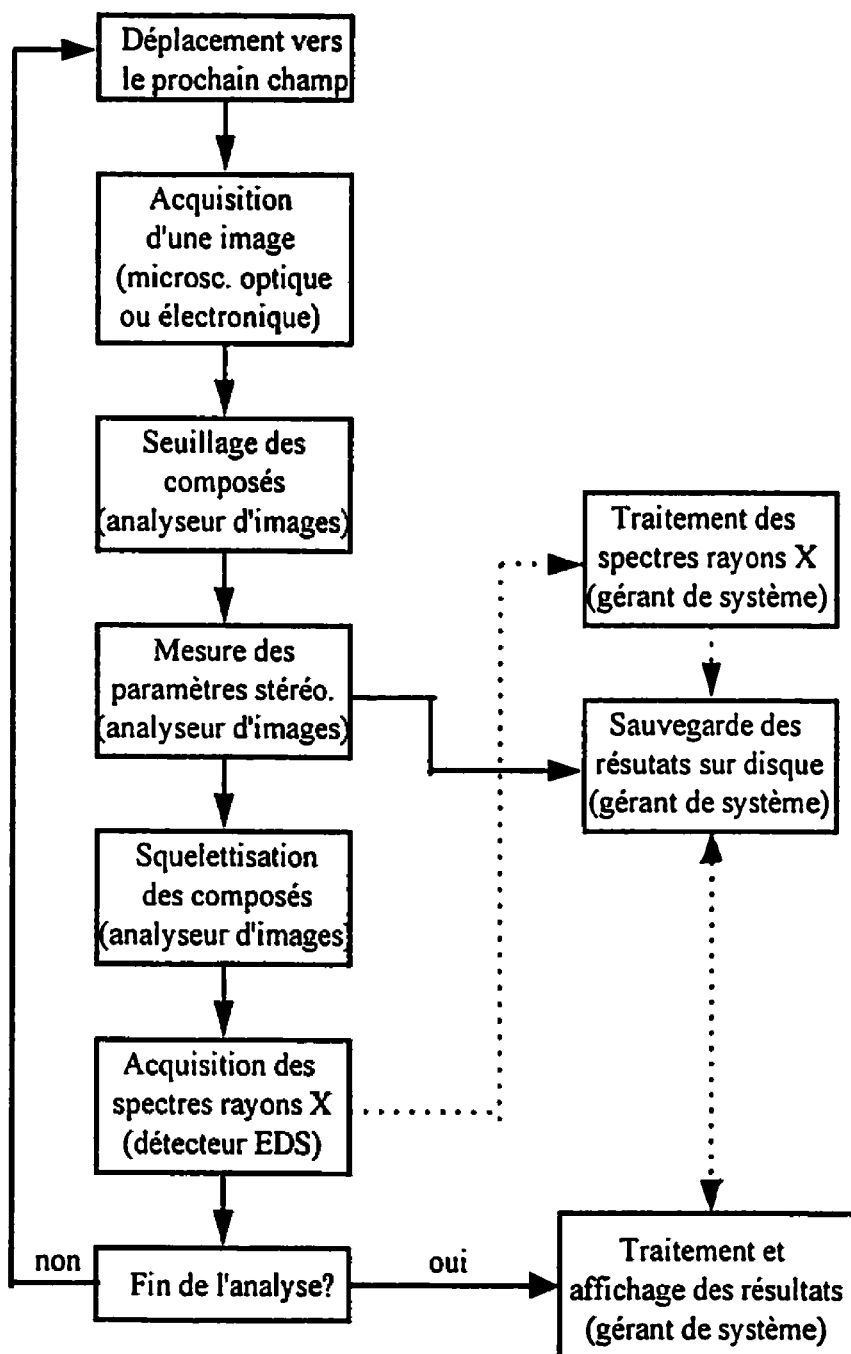 Déplacement vers
le prochain champ
Acquisition
d'une image
(microsc. optique
ou électronique)
Seuillage des
composés
(analyseur d'images)
Mesure des
paramètres stéréo.
(analyseur d'images)
Squelettisation
des composés
(analyseur d'images)
Acquisition des
spectres rayons X
(détecteur EDS)
non
Fin de l'analyse?
oui
Traitement des
spectres rayons X
(gérant de système)
Sauvegarde des
résutats sur disque
(gérant de système)
Traitement et
affichage des résultats
(gérant de système)